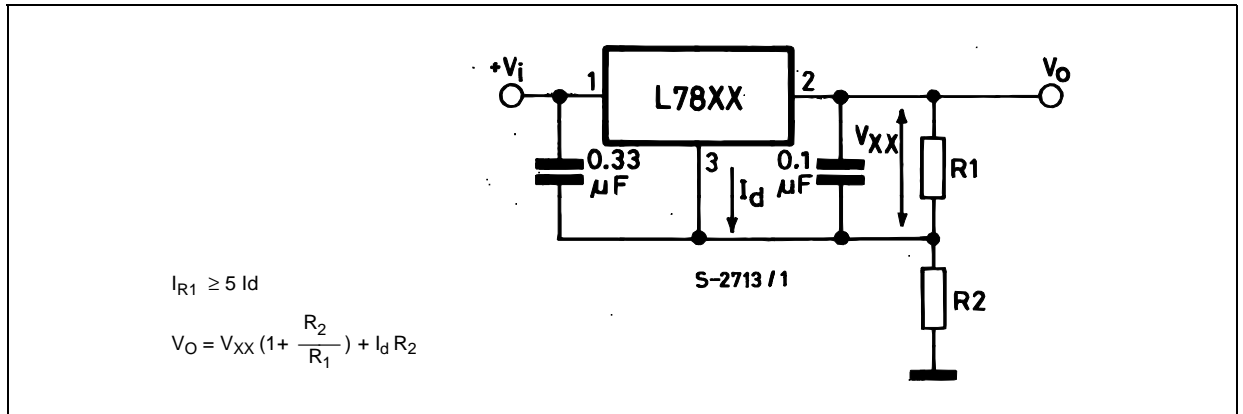 +Vi
1
L78XX
2
VO
0.33
µF
3
Id
0.1
µF
VXX
R1
S-2713/1
R2
IR1 ≥ 5 Id
VO = VXX (1+ R2 / R1) + Id R2